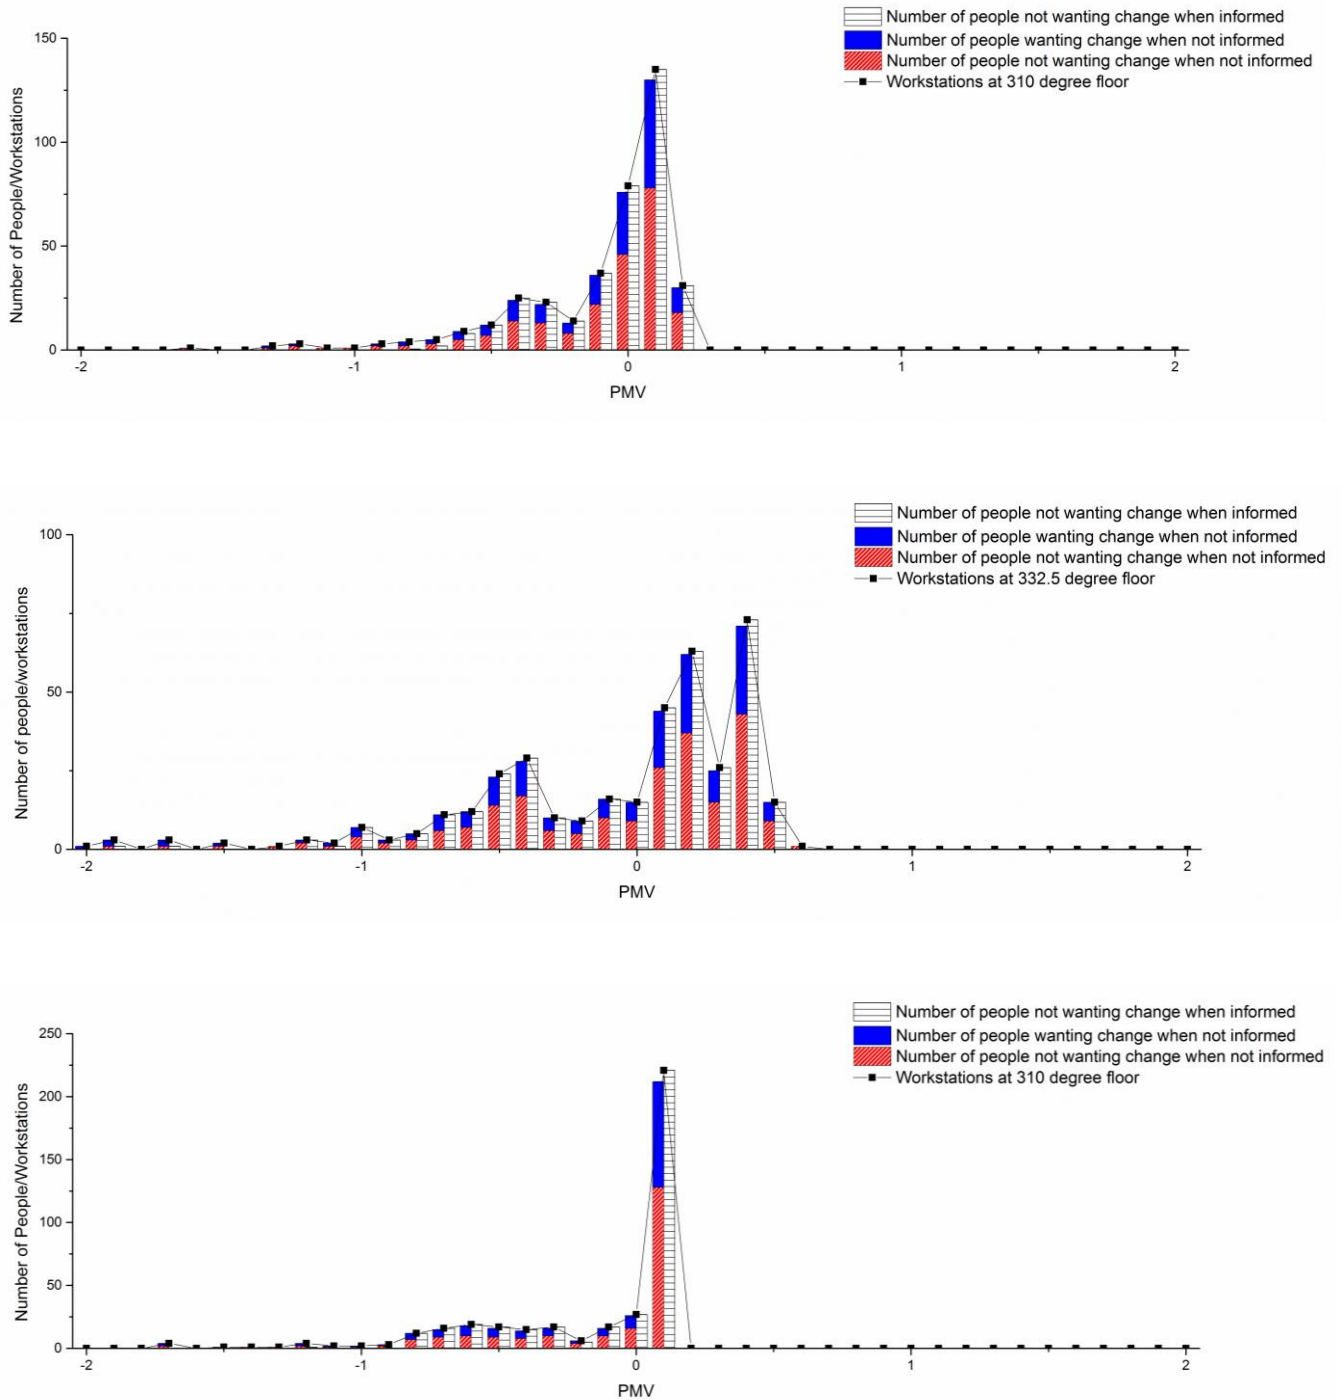 Number of people not wanting change when informed
Number of people wanting change when not informed
Number of people not wanting change when not informed
Workstations at 310 degree floor
Number of People/Workstations
150
100
50
0
-2 -1 0 1 2
PMV
Number of people not wanting change when informed
Number of people wanting change when not informed
Number of people not wanting change when not informed
Workstations at 332.5 degree floor
Number of people/workstations
100
50
0
-2 -1 0 1 2
PMV
Number of people not wanting change when informed
Number of people wanting change when not informed
Number of people not wanting change when not informed
Workstations at 310 degree floor
Number of People/Workstations
250
200
150
100
50
0
-2 -1 0 1 2
PMV